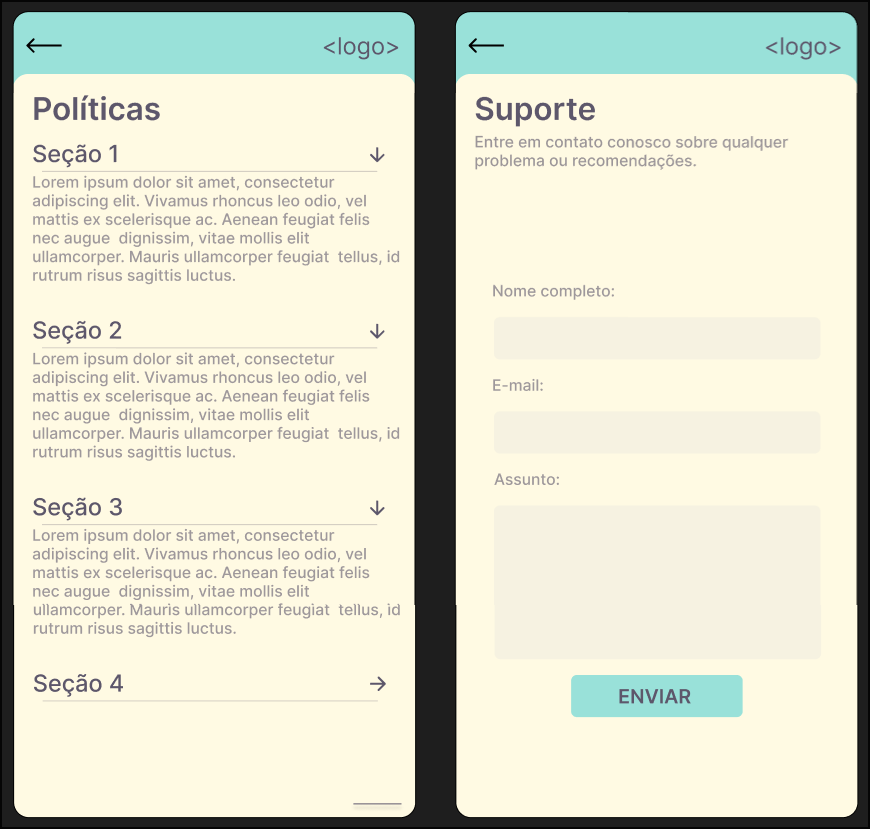 <logo>
Políticas
Seção 1
Lorem ipsum dolor sit amet, consectetur
adipiscing elit. Vivamus rhoncus leo odio, vel
mattis ex scelerisque ac. Aenean feugiat felis
nec augue  dignissim, vitae mollis elit
ullamcorper. Mauris ullamcorper feugiat  tellus, id
rutrum risus sagittis luctus.
Seção 2
Lorem ipsum dolor sit amet, consectetur
adipiscing elit. Vivamus rhoncus leo odio, vel
mattis ex scelerisque ac. Aenean feugiat felis
nec augue  dignissim, vitae mollis elit
ullamcorper. Mauris ullamcorper feugiat  tellus, id
rutrum risus sagittis luctus.
Seção 3
Lorem ipsum dolor sit amet, consectetur
adipiscing elit. Vivamus rhoncus leo odio, vel
mattis ex scelerisque ac. Aenean feugiat felis
nec augue  dignissim, vitae mollis elit
ullamcorper. Mauris ullamcorper feugiat  tellus, id
rutrum risus sagittis luctus.
Seção 4
<logo>
Suporte
Entre em contato conosco sobre qualquer
problema ou recomendações.
Nome completo:
E-mail:
Assunto:
ENVIAR